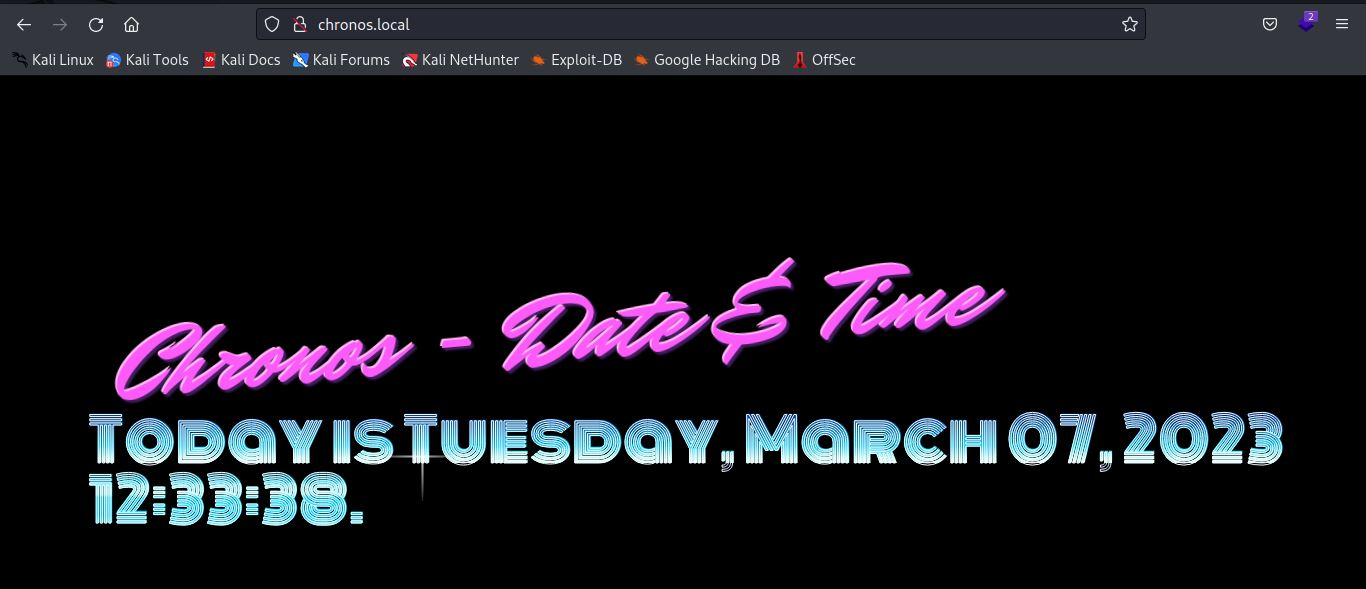 chronos.local
2
Kali Linux Kali Tools Kali Docs Kali Forums Kali NetHunter Exploit-DB Google Hacking DB OffSec
Chronos - Date & Time
Today is Tuesday, March 07, 2023
12:33:38.